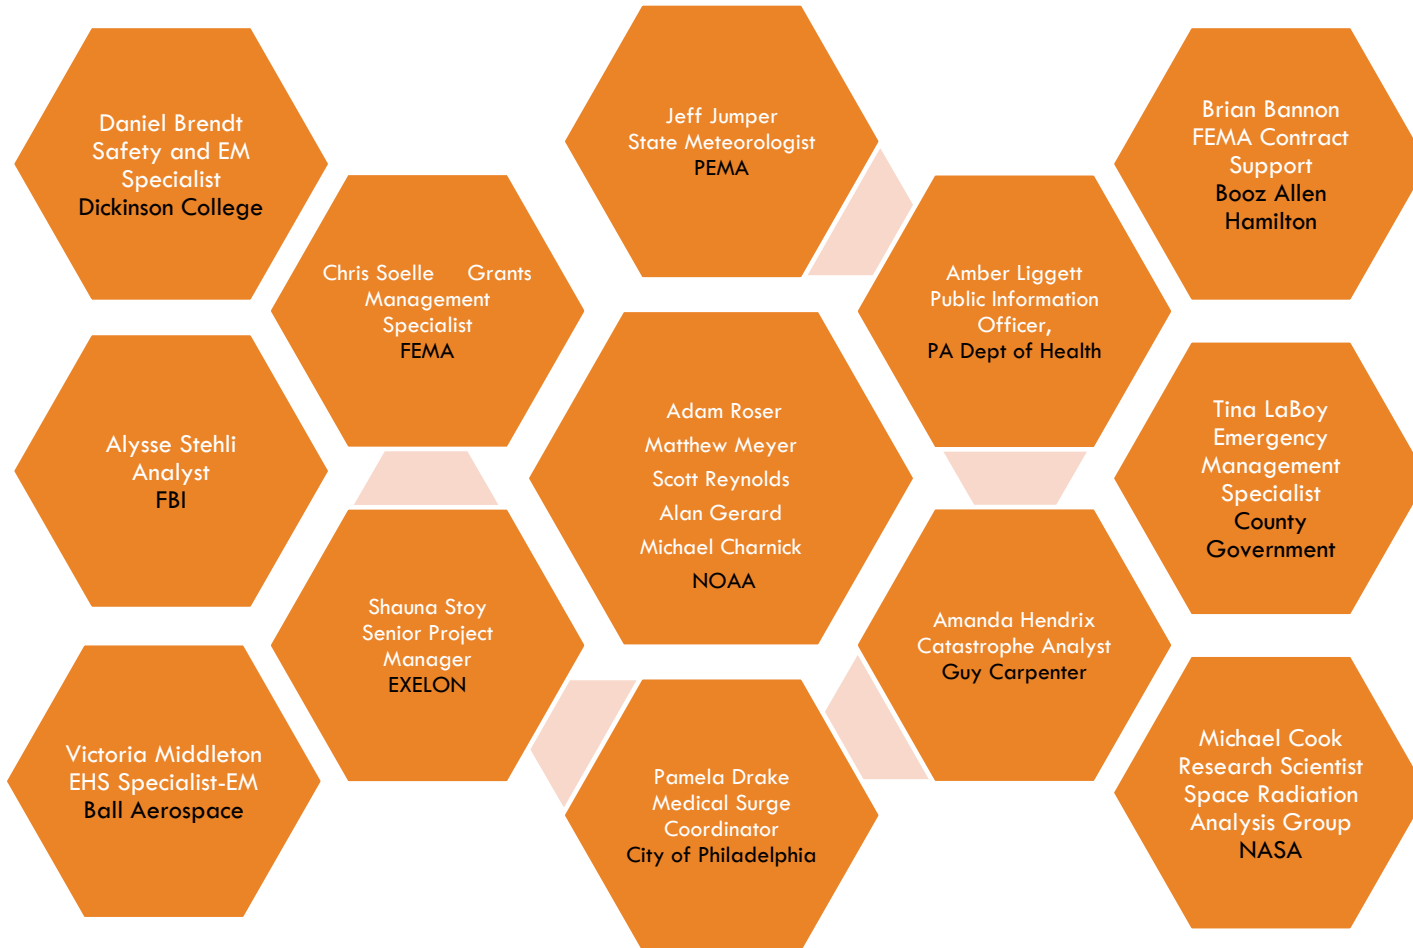 Daniel Brendt
Safety and EM
Specialist
Dickinson College
Jeff Jumper
State Meteorologist
PEMA
Brian Bannon
FEMA Contract
Support
Booz Allen
Hamilton
Chris Soelle Grants
Management
Specialist
FEMA
Amber Liggett
Public Information
Officer,
PA Dept of Health
Alysse Stehli
Analyst
FBI
Adam Roser
Matthew Meyer
Scott Reynolds
Alan Gerard
Michael Charnick
NOAA
Tina LaBoy
Emergency
Management
Specialist
County
Government
Shauna Stoy
Senior Project
Manager
EXELON
Amanda Hendrix
Catastrophe Analyst
Guy Carpenter
Victoria Middleton
EHS Specialist-EM
Ball Aerospace
Pamela Drake
Medical Surge
Coordinator
City of Philadelphia
Michael Cook
Research Scientist
Space Radiation
Analysis Group
NASA